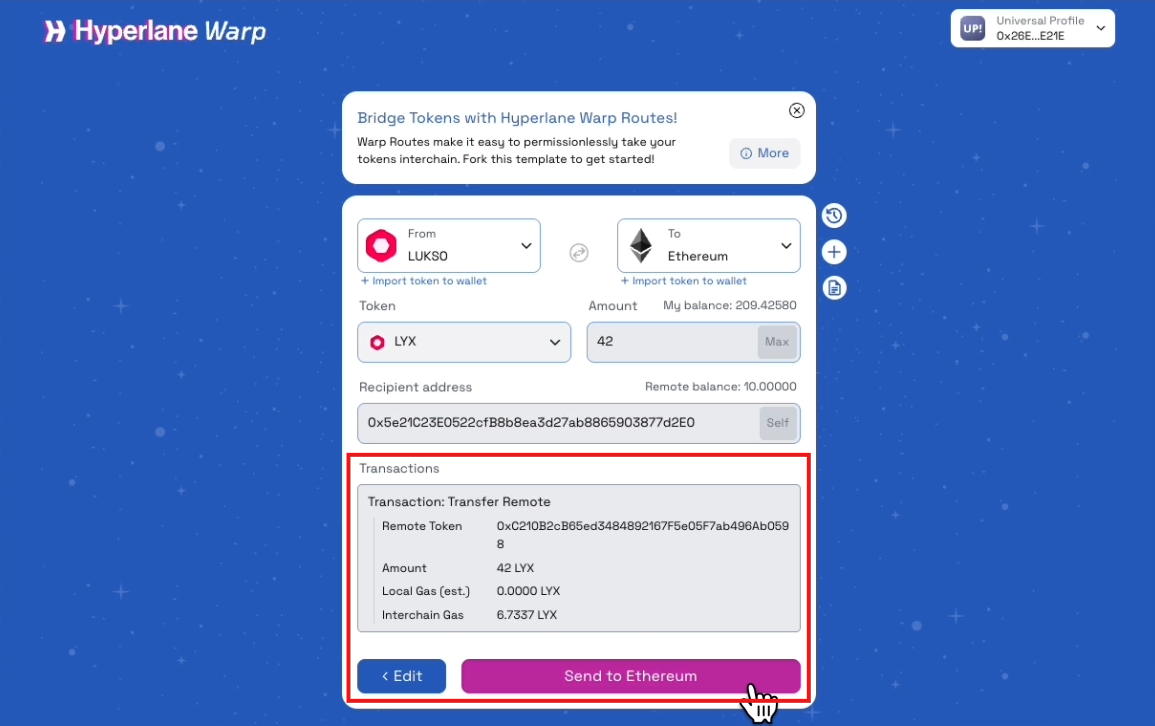 Hyperlane Warp
UP!
Universal Profile
0x26E...E21E
Bridge Tokens with Hyperlane Warp Routes!
Warp Routes make it easy to permissionlessly take your
tokens interchain. Fork this template to get started!
More
From
LUKSO
To
Ethereum
+ Import token to wallet
+ Import token to wallet
Token
Amount
My balance: 209.42580
LYX
42
Max
Recipient address
Remote balance: 10.00000
0x5e21C23E0522cfB8b8ea3d27ab8865903877d2E0
Self
Transactions
Transaction: Transfer Remote
Remote Token
0xC210B2cB65ed3484892167F5e05F7ab496Ab059
8
Amount
42 LYX
Local Gas (est.)
0.0000 LYX
Interchain Gas
6.7337 LYX
Edit
Send to Ethereum